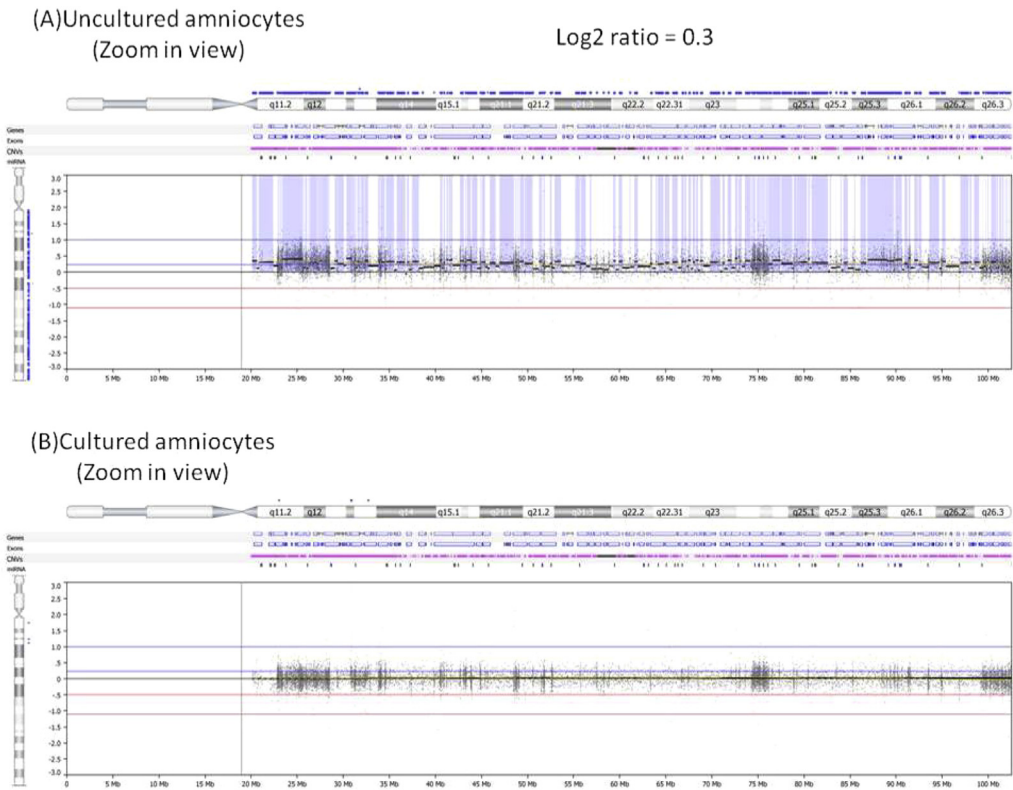 (A)Uncultured amniocytes
(Zoom in view)
Log2 ratio = 0.3
q11.2 q12 q14 q15.1 q21.1 q21.2 q21.3 q22.2 q22.31 q23 q25.1 q25.2 q25.3 q26.1 q26.2 q26.3
Genes
Exons
CNVs
miRNA
3.0
2.5
2.0
1.5
1.0
.5
0
-.5
-1.0
-1.5
-2.0
-2.5
-3.0
0 5 Mb 10 Mb 15 Mb 20 Mb 25 Mb 30 Mb 35 Mb 40 Mb 45 Mb 50 Mb 55 Mb 60 Mb 65 Mb 70 Mb 75 Mb 80 Mb 85 Mb 90 Mb 95 Mb 100 Mb
(B)Cultured amniocytes
(Zoom in view)
q11.2 q12 q14 q15.1 q21.1 q21.2 q21.3 q22.2 q22.31 q23 q25.1 q25.2 q25.3 q26.1 q26.2 q26.3
Genes
Exons
CNVs
miRNA
3.0
2.5
2.0
1.5
1.0
.5
0
-.5
-1.0
-1.5
-2.0
-2.5
-3.0
0 5 Mb 10 Mb 15 Mb 20 Mb 25 Mb 30 Mb 35 Mb 40 Mb 45 Mb 50 Mb 55 Mb 60 Mb 65 Mb 70 Mb 75 Mb 80 Mb 85 Mb 90 Mb 95 Mb 100 Mb